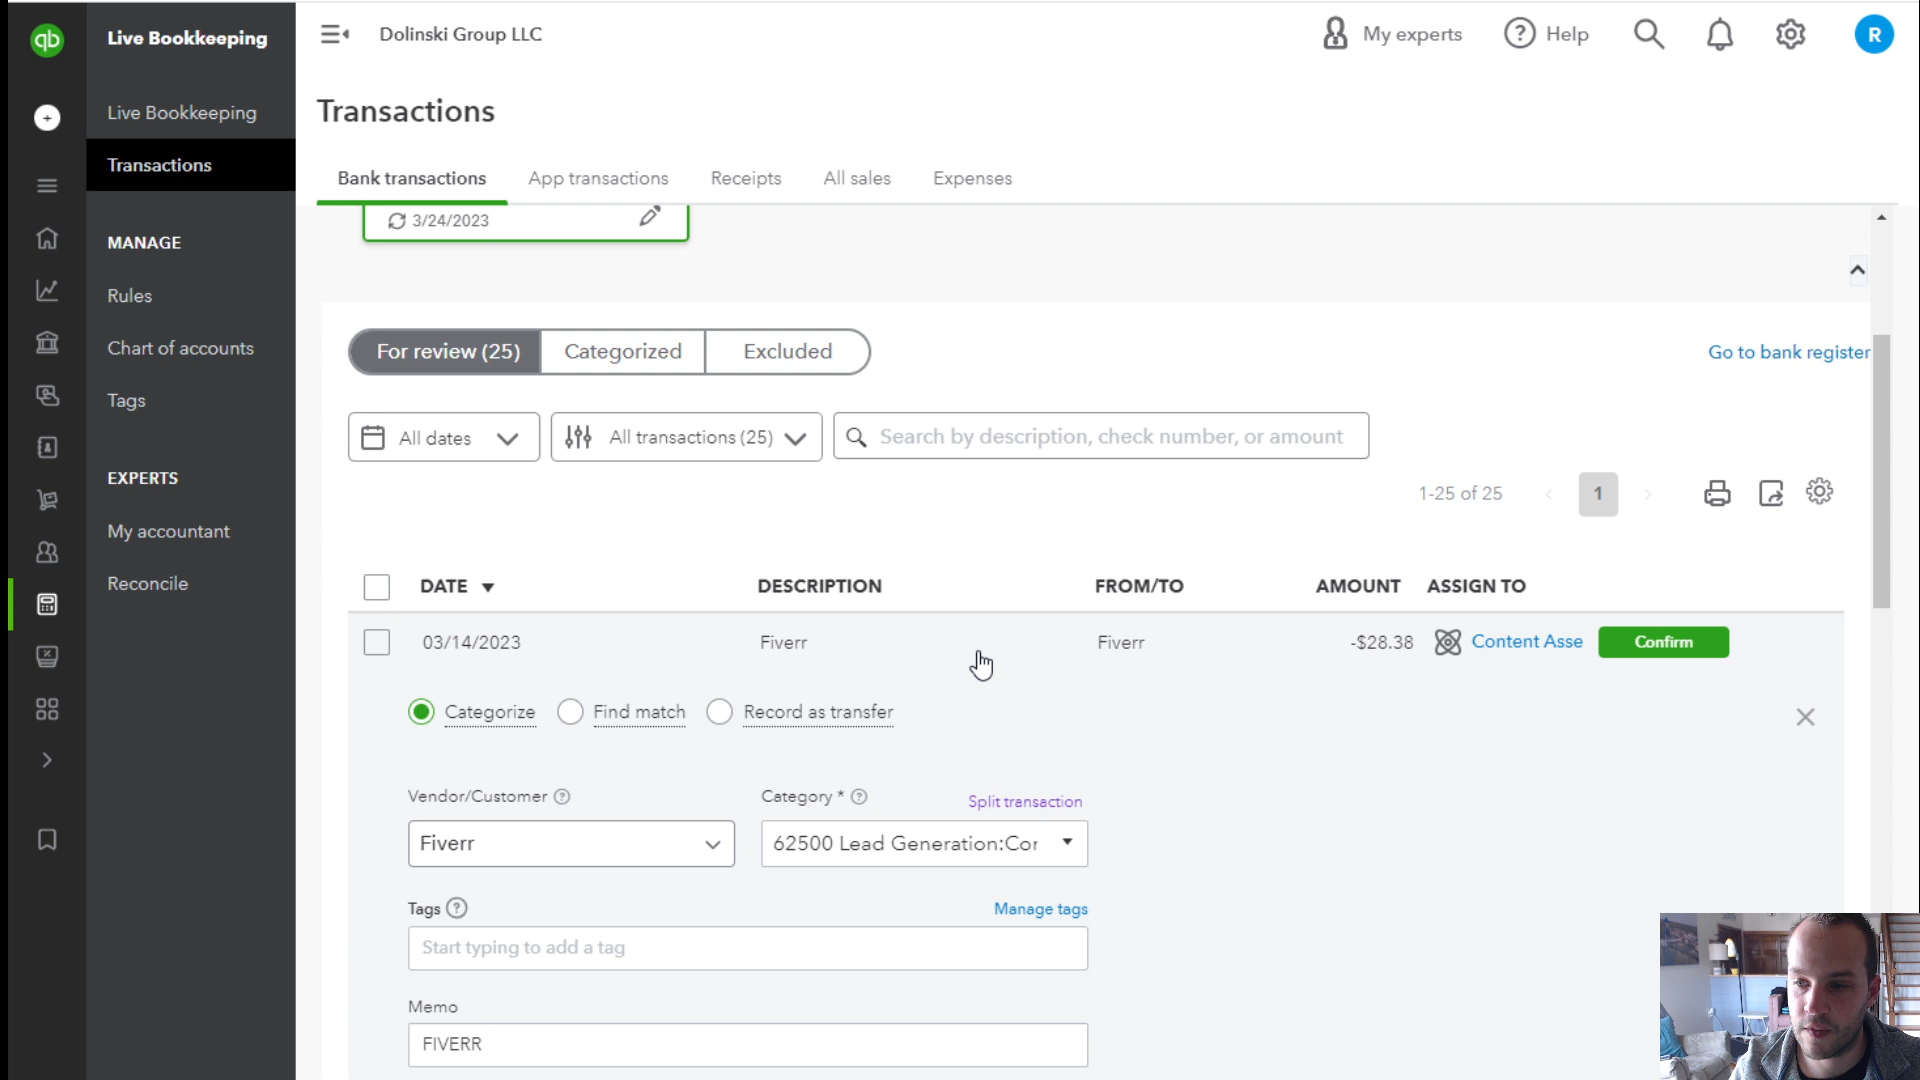 qb
Live Bookkeeping
Dolinski Group LLC
My experts
Help
R
Live Bookkeeping
Transactions
MANAGE
Rules
Chart of accounts
Tags
EXPERTS
My accountant
Reconcile
Transactions
Bank transactions
App transactions
Receipts
All sales
Expenses
3/24/2023
For review (25)
Categorized
Excluded
Go to bank register
All dates
All transactions (25)
Search by description, check number, or amount
1-25 of 25
1
DATE
DESCRIPTION
FROM/TO
AMOUNT
ASSIGN TO
03/14/2023
Fiverr
Fiverr
-$28.38
Content Asse
Confirm
Categorize
Find match
Record as transfer
Vendor/Customer
Category *
Split transaction
Fiverr
62500 Lead Generation:Cor
Tags
Manage tags
Start typing to add a tag
Memo
FIVERR